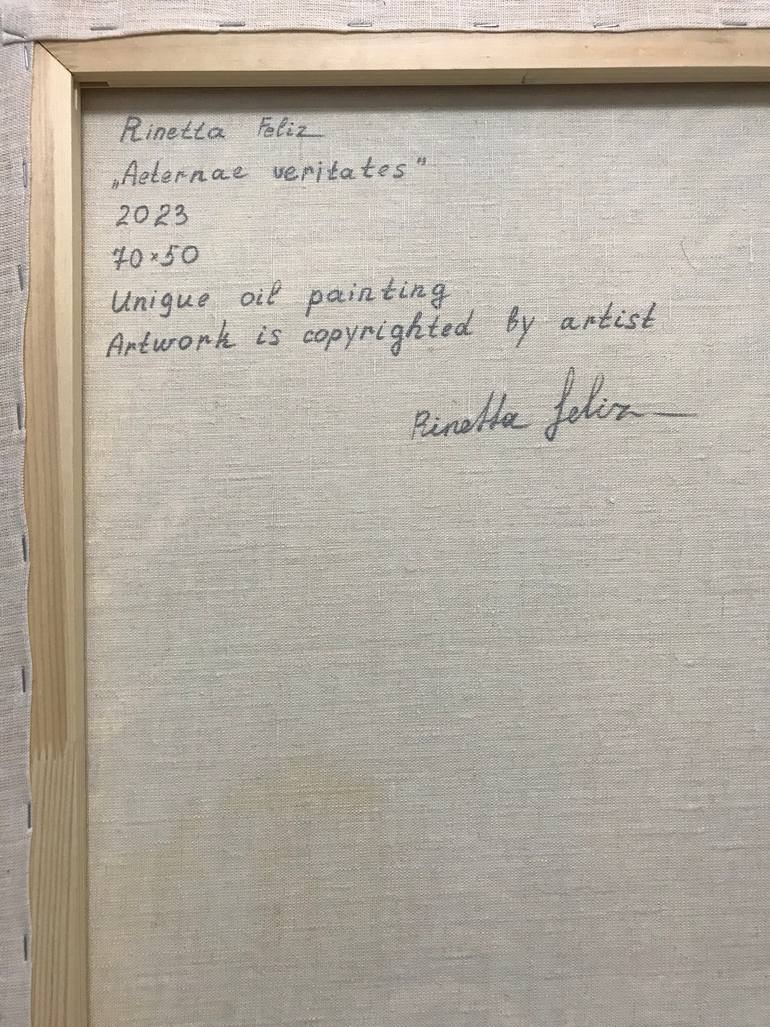 Rinetta Feliz
„Aeternae veritates"
2023
70×50
Unique oil painting
Artwork is copyrighted by artist
Rinetta Feliz